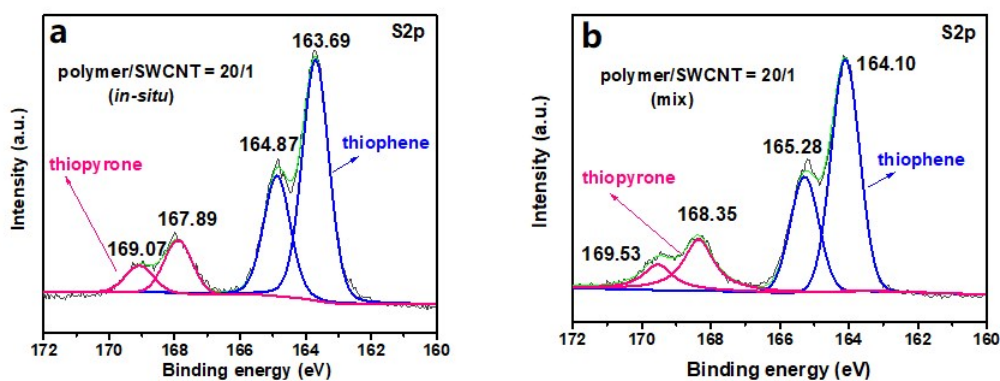 a
S2p
163.69
polymer/SWCNT = 20/1
(in-situ)
164.87
thiophene
thiopyrone
167.89
169.07
Intensity (a.u.)
172 170 168 166 164 162 160
Binding energy (eV)
b
S2p
164.10
polymer/SWCNT = 20/1
(mix)
165.28
thiophene
thiopyrone
168.35
169.53
Intensity (a.u.)
172 170 168 166 164 162 160
Binding energy (eV)